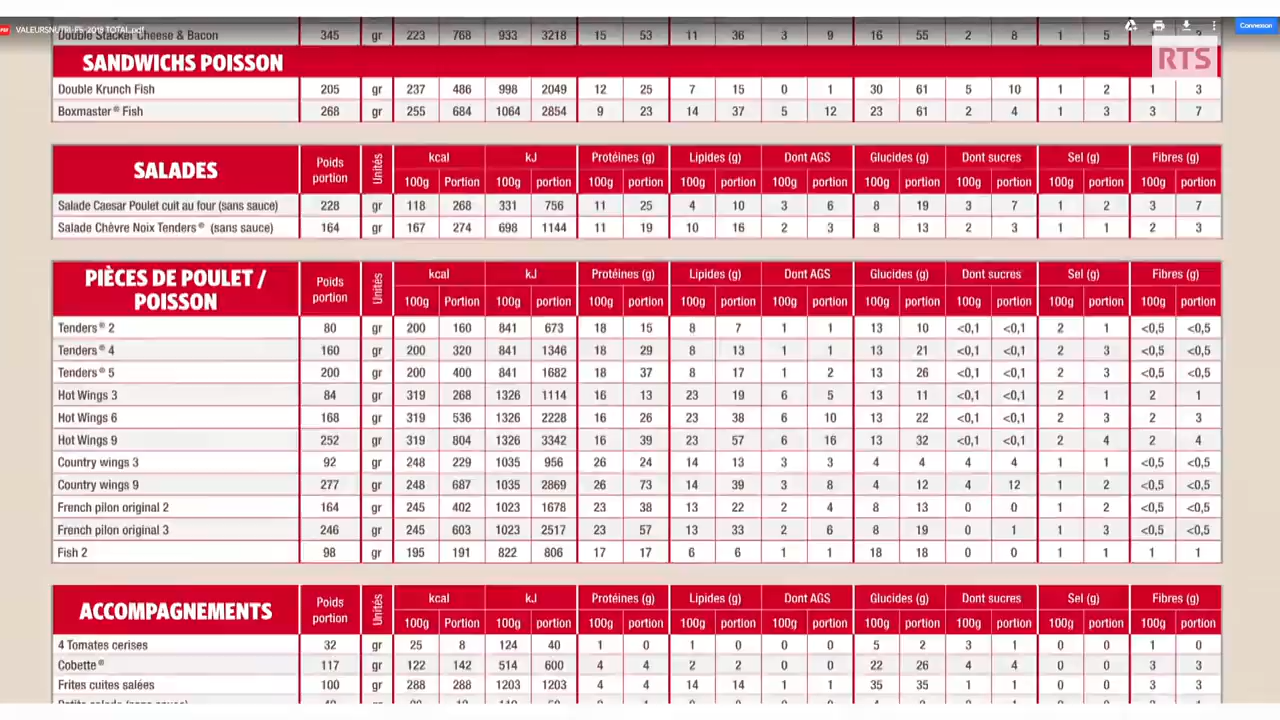 VALEURSNUTRI-FS-2018 TOTAL.pdf
Connexion
RTS
Double Stacker Cheese & Bacon 345 gr 223 768 933 3218 15 53 11 36 3 9 16 55 2 8 1 5
SANDWICHS POISSON
Double Krunch Fish 205 gr 237 486 998 2049 12 25 7 15 0 1 30 61 5 10 1 2 1 3
Boxmaster® Fish 268 gr 255 684 1064 2854 9 23 14 37 5 12 23 61 2 4 1 3 3 7
SALADES Poids portion Unités kcal kJ Protéines (g) Lipides (g) Dont AGS Glucides (g) Dont sucres Sel (g) Fibres (g)
100g Portion 100g portion 100g portion 100g portion 100g portion 100g portion 100g portion 100g portion 100g portion
Salade Caesar Poulet cuit au four (sans sauce) 228 gr 118 268 331 756 11 25 4 10 3 6 8 19 3 7 1 2 3 7
Salade Chèvre Noix Tenders® (sans sauce) 164 gr 167 274 698 1144 11 19 10 16 2 3 8 13 2 3 1 1 2 3
PIÈCES DE POULET / POISSON Poids portion Unités kcal kJ Protéines (g) Lipides (g) Dont AGS Glucides (g) Dont sucres Sel (g) Fibres (g)
100g Portion 100g portion 100g portion 100g portion 100g portion 100g portion 100g portion 100g portion 100g portion
Tenders® 2 80 gr 200 160 841 673 18 15 8 7 1 1 13 10 <0,1 <0,1 2 1 <0,5 <0,5
Tenders® 4 160 gr 200 320 841 1346 18 29 8 13 1 1 13 21 <0,1 <0,1 2 3 <0,5 <0,5
Tenders® 5 200 gr 200 400 841 1682 18 37 8 17 1 2 13 26 <0,1 <0,1 2 3 <0,5 <0,5
Hot Wings 3 84 gr 319 268 1326 1114 16 13 23 19 6 5 13 11 <0,1 <0,1 2 1 2 1
Hot Wings 6 168 gr 319 536 1326 2228 16 26 23 38 6 10 13 22 <0,1 <0,1 2 3 2 3
Hot Wings 9 252 gr 319 804 1326 3342 16 39 23 57 6 16 13 32 <0,1 <0,1 2 4 2 4
Country wings 3 92 gr 248 229 1035 956 26 24 14 13 3 3 4 4 4 4 1 1 <0,5 <0,5
Country wings 9 277 gr 248 687 1035 2869 26 73 14 39 3 8 4 12 4 12 1 2 <0,5 <0,5
French pilon original 2 164 gr 245 402 1023 1678 23 38 13 22 2 4 8 13 0 0 1 2 <0,5 <0,5
French pilon original 3 246 gr 245 603 1023 2517 23 57 13 33 2 6 8 19 0 1 1 3 <0,5 <0,5
Fish 2 98 gr 195 191 822 806 17 17 6 6 1 1 18 18 0 0 1 1 1 1
ACCOMPAGNEMENTS Poids portion Unités kcal kJ Protéines (g) Lipides (g) Dont AGS Glucides (g) Dont sucres Sel (g) Fibres (g)
100g Portion 100g portion 100g portion 100g portion 100g portion 100g portion 100g portion 100g portion 100g portion
4 Tomates cerises 32 gr 25 8 124 40 1 0 1 0 0 0 5 2 3 1 0 0 1 0
Cobette® 117 gr 122 142 514 600 4 4 2 2 0 0 22 26 4 4 0 0 3 3
Frites cuites salées 100 gr 288 288 1203 1203 4 4 14 14 1 1 35 35 1 1 0 0 3 3